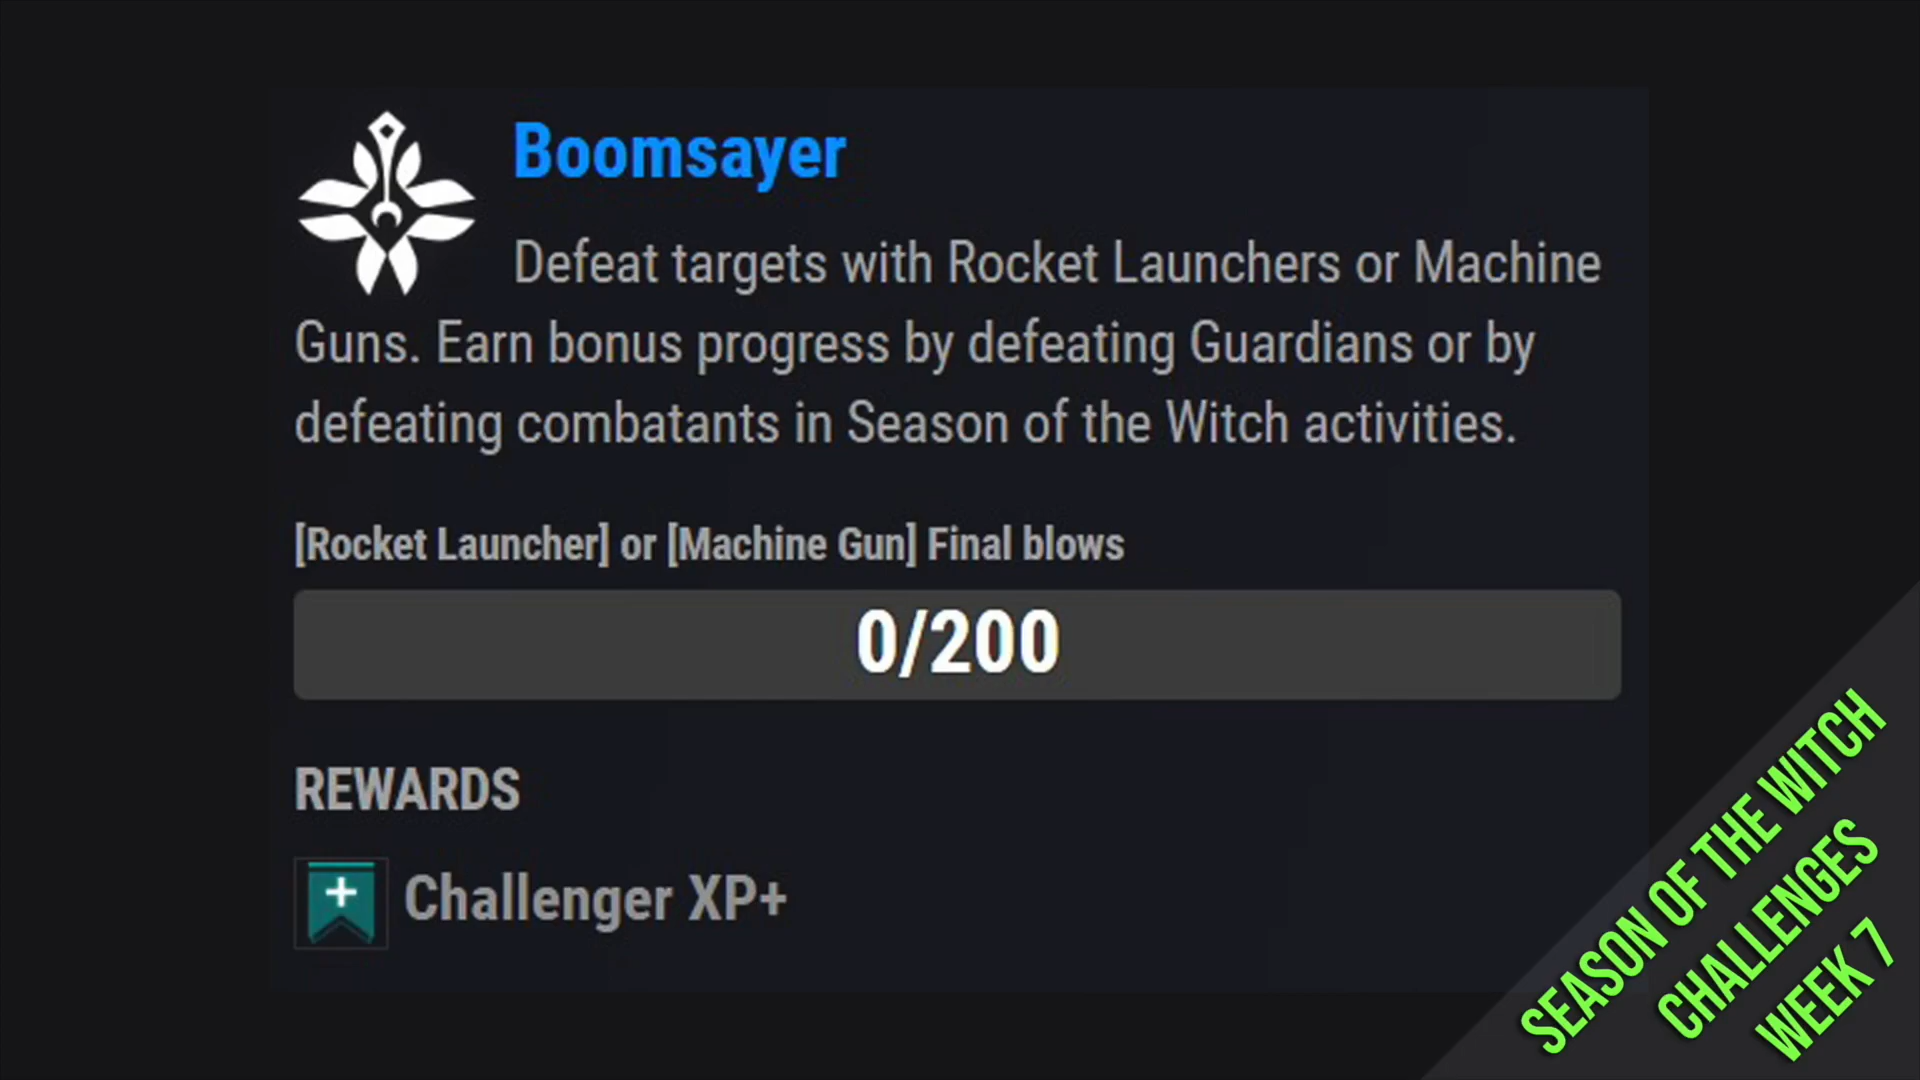 Boomsayer
Defeat targets with Rocket Launchers or Machine
Guns. Earn bonus progress by defeating Guardians or by
defeating combatants in Season of the Witch activities.
[Rocket Launcher] or [Machine Gun] Final blows
0/200
REWARDS
Challenger XP+
SEASON OF THE WITCH
CHALLENGES
WEEK 7